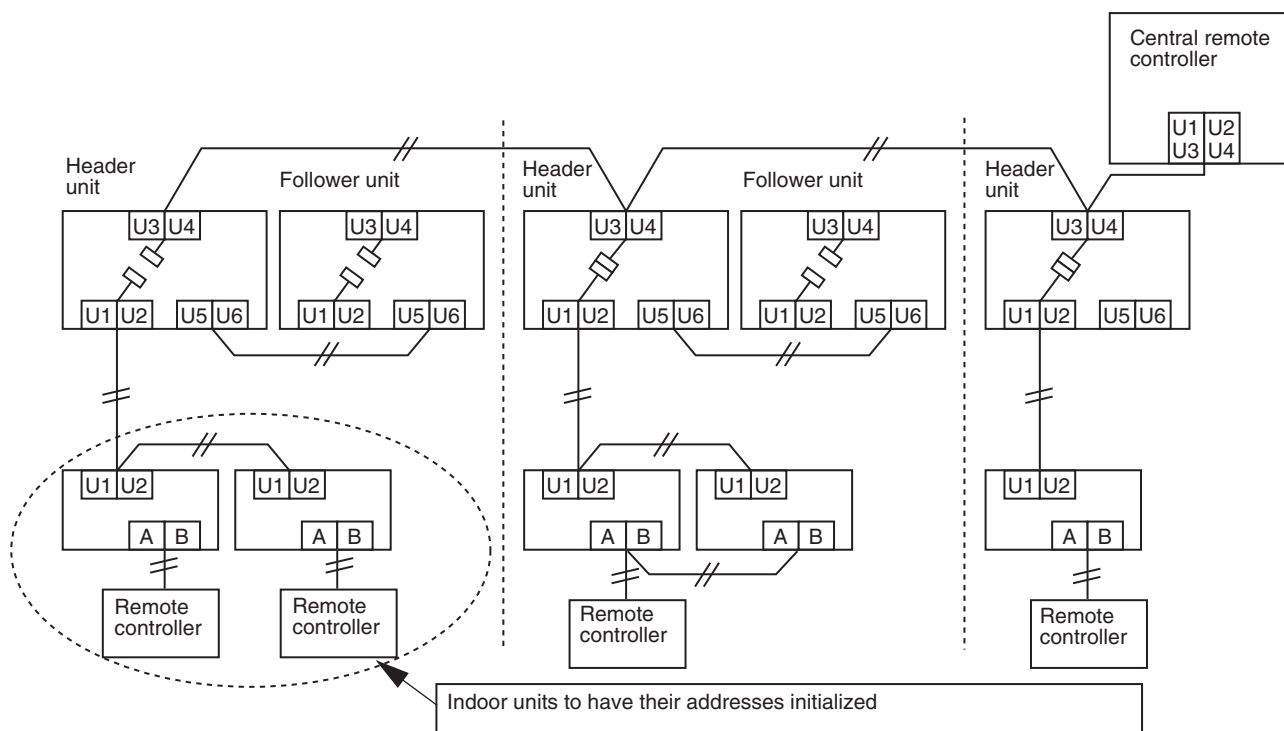 Central remote
controller
U1 U2
U3 U4
Header
unit
Follower unit
Header
unit
Follower unit
Header
unit
U3 U4
U3 U4
U3 U4
U3 U4
U3 U4
U1 U2
U5 U6
U1 U2
U5 U6
U1 U2
U5 U6
U1 U2
U5 U6
U1 U2
U5 U6
U1 U2
U1 U2
U1 U2
U1 U2
U1 U2
A B
A B
A B
A B
A B
Remote
controller
Remote
controller
Remote
controller
Remote
controller
Indoor units to have their addresses initialized